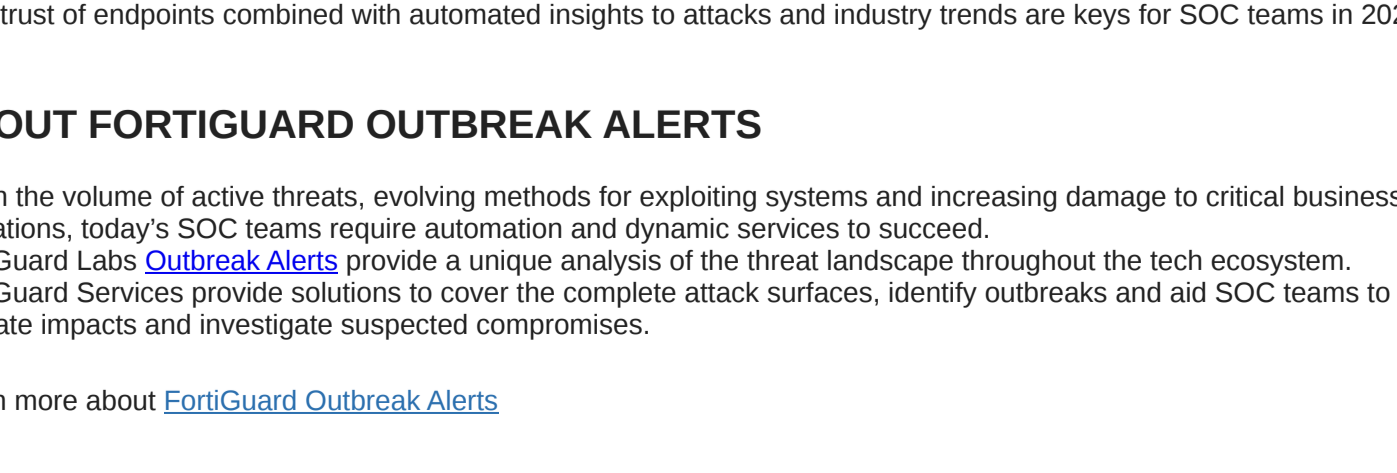 trust of endpoints combined with automated insights to attacks and industry trends are keys for SOC teams in 202
OUT FORTIGUARD OUTBREAK ALERTS
n the volume of active threats, evolving methods for exploiting systems and increasing damage to critical business
ations, today’s SOC teams require automation and dynamic services to succeed.
Guard Labs Outbreak Alerts provide a unique analysis of the threat landscape throughout the tech ecosystem.
Guard Services provide solutions to cover the complete attack surfaces, identify outbreaks and aid SOC teams to
ate impacts and investigate suspected compromises.
n more about FortiGuard Outbreak Alerts